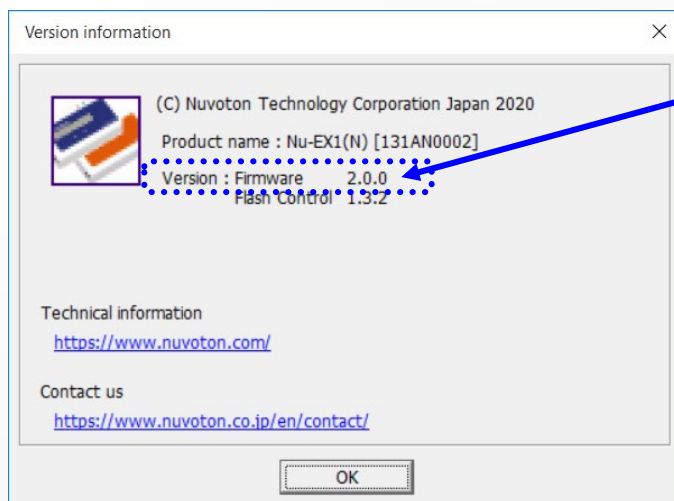 Version information
(C) Nuvoton Technology Corporation Japan 2020
Product name : Nu-EX1(N) [131AN0002]
Version : Firmware 2.0.0
Flash Control 1.3.2
Technical information
https://www.nuvoton.com/
Contact us
https://www.nuvoton.co.jp/en/contact/
OK